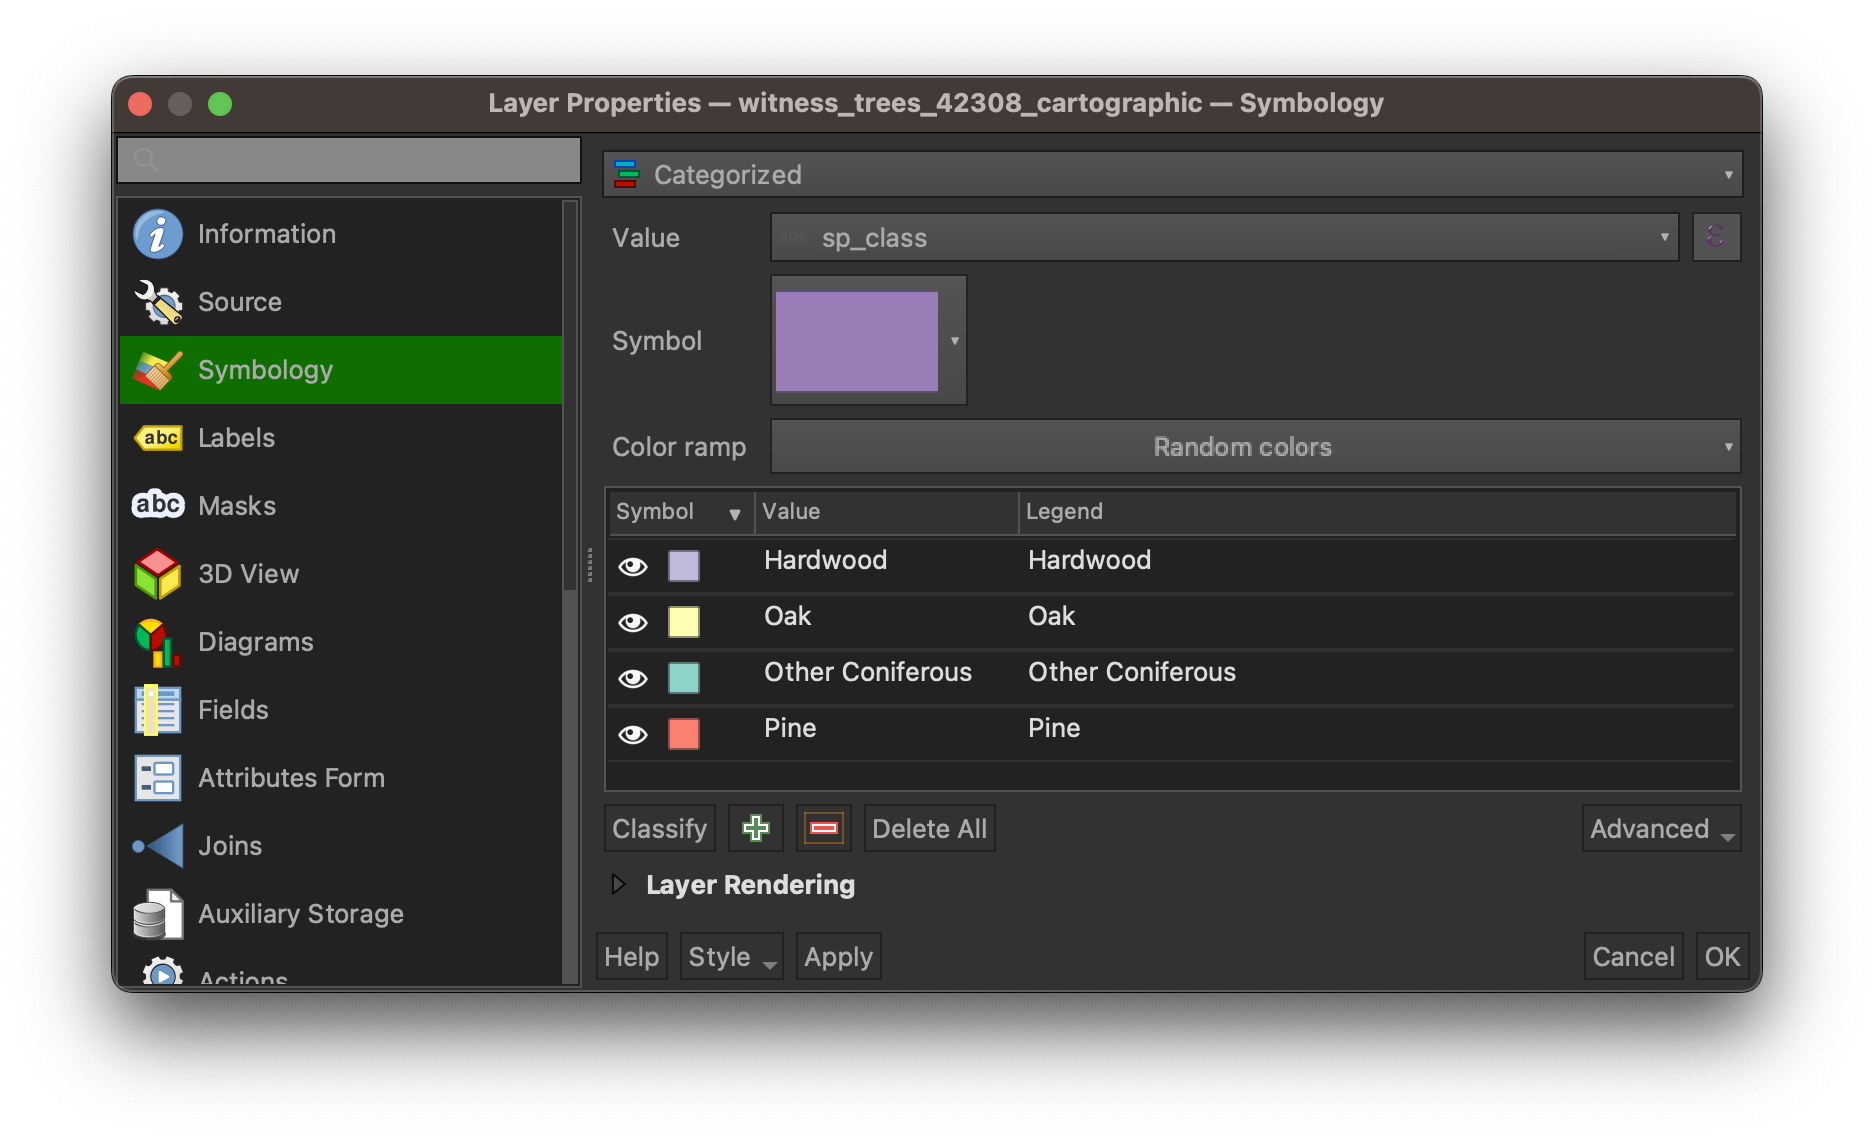 Layer Properties — witness_trees_42308_cartographic — Symbology
Information
Source
Symbology
abc Labels
abc Masks
3D View
Diagrams
Fields
Attributes Form
Joins
Auxiliary Storage
Actions
Categorized
Value abc sp_class ε
Symbol
Color ramp Random colors
Symbol Value Legend
Hardwood Hardwood
Oak Oak
Other Coniferous Other Coniferous
Pine Pine
Classify Delete All Advanced
Layer Rendering
Help Style Apply Cancel OK